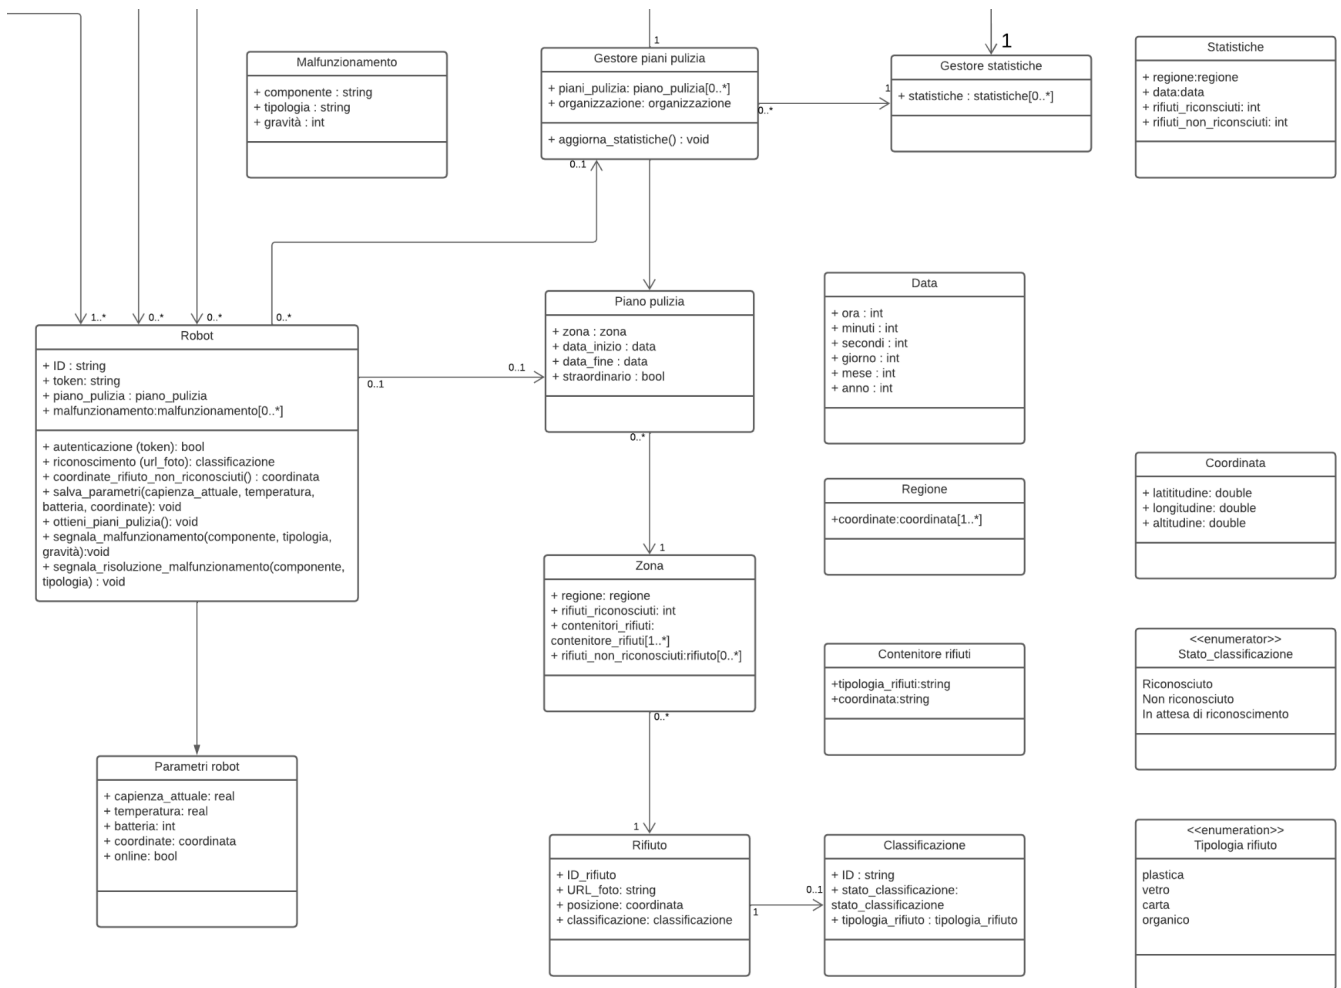 Malfunzionamento
+ componente : string
+ tipologia : string
+ gravità : int
1
Gestore piani pulizia
+ piani_pulizia: piano_pulizia[0..*]
+ organizzazione: organizzazione
+ aggiorna_statistiche() : void
0..*
1
0..1
1
Gestore statistiche
+ statistiche : statistiche[0..*]
Statistiche
+ regione:regione
+ data:data
+ rifiuti_riconsciuti: int
+ rifiuti_non_riconsciuti: int
1..*
0..*
0..*
0..*
Robot
+ ID : string
+ token: string
+ piano_pulizia : piano_pulizia
+ malfunzionamento:malfunzionamento[0..*]
+ autenticazione (token): bool
+ riconoscimento (url_foto): classificazione
+ coordinate_rifiuto_non_riconosciuti() : coordinata
+ salva_parametri(capienza_attuale, temperatura,
batteria, coordinate): void
+ ottieni_piani_pulizia(): void
+ segnala_malfunzionamento(componente, tipologia,
gravità):void
+ segnala_risoluzione_malfunzionamento(componente,
tipologia) : void
0..1
0..1
Piano pulizia
+ zona : zona
+ data_inizio : data
+ data_fine : data
+ straordinario : bool
0..*
1
Data
+ ora : int
+ minuti : int
+ secondi : int
+ giorno : int
+ mese : int
+ anno : int
Regione
+coordinate:coordinata[1..*]
Coordinata
+ latititudine: double
+ longitudine: double
+ altitudine: double
Zona
+ regione: regione
+ rifiuti_riconosciuti: int
+ contenitori_rifiuti:
contenitore_rifiuti[1..*]
+ rifiuti_non_riconosciuti:rifiuto[0..*]
0..*
1
Contenitore rifiuti
+tipologia_rifiuti:string
+coordinata:string
<<enumerator>>
Stato_classificazione
Riconosciuto
Non riconosciuto
In attesa di riconoscimento
Parametri robot
+ capienza_attuale: real
+ temperatura: real
+ batteria: int
+ coordinate: coordinata
+ online: bool
Rifiuto
+ ID_rifiuto
+ URL_foto: string
+ posizione: coordinata
+ classificazione: classificazione
1
0..1
Classificazione
+ ID : string
+ stato_classificazione:
stato_classificazione
+ tipologia_rifiuto : tipologia_rifiuto
<<enumeration>>
Tipologia rifiuto
plastica
vetro
carta
organico